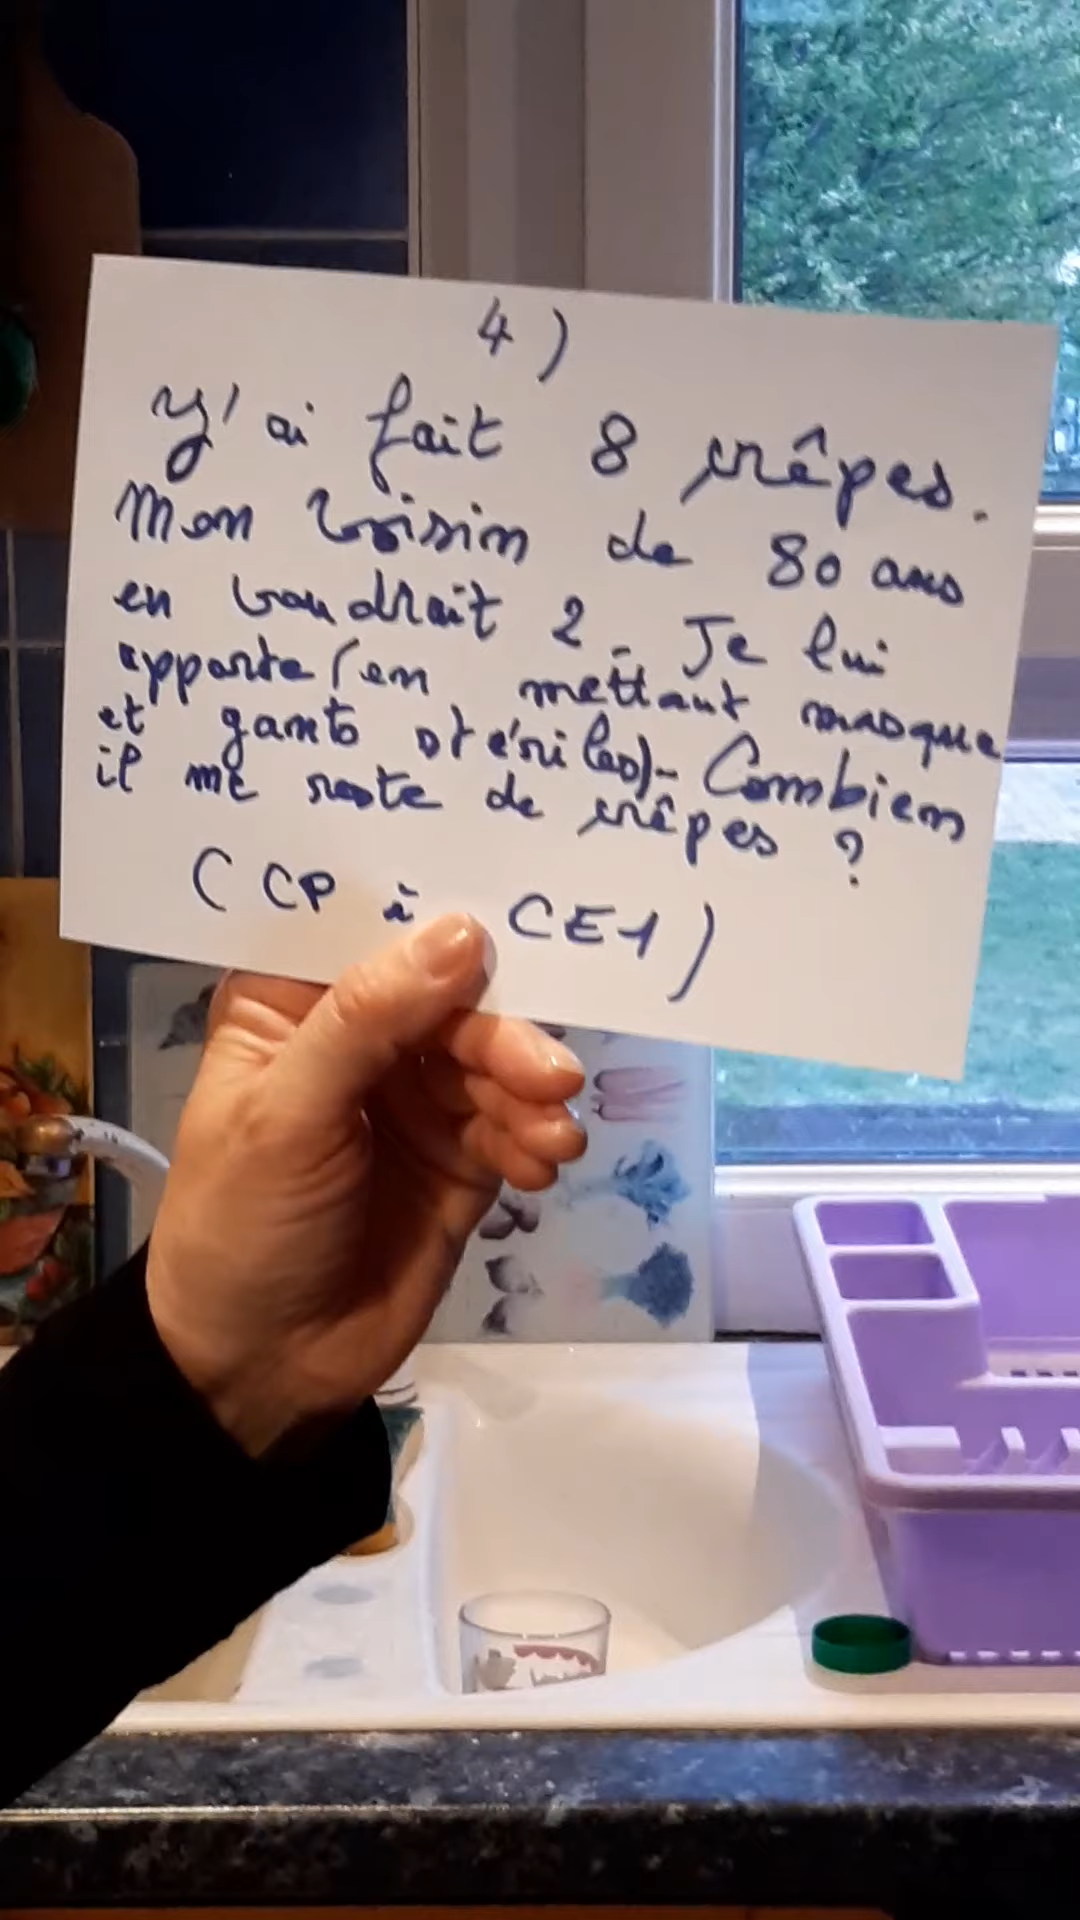 4)
J'ai fait 8 crêpes.
Mon voisin de 80 ans
en voudrait 2. Je lui
apporte (en mettant masque
et gants stériles). Combien
il me reste de crêpes ?
(CP à CE1)